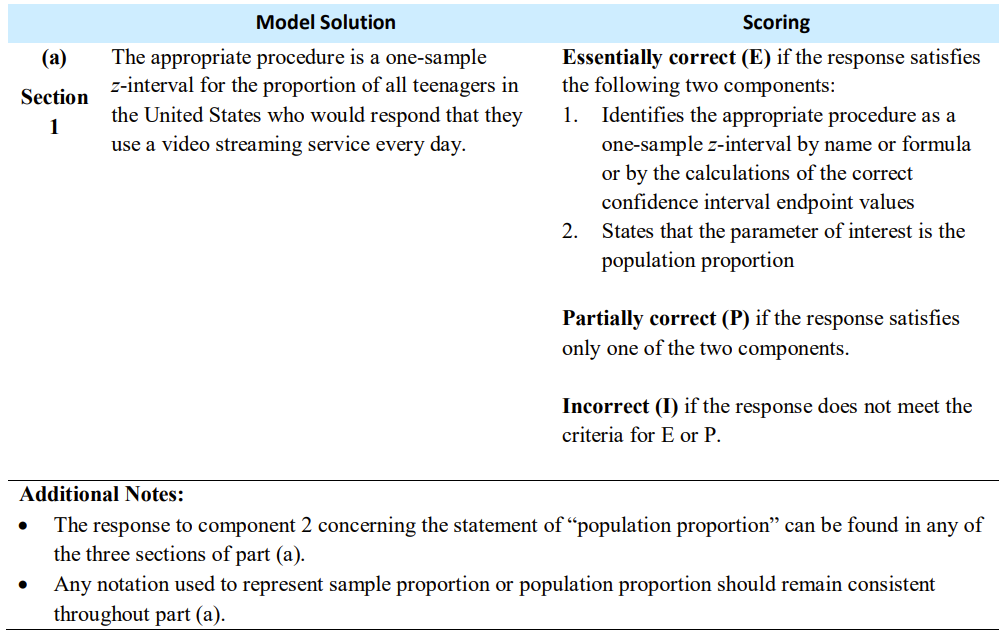 Model Solution Scoring
(a)
Section
1
The appropriate procedure is a one-sample
z-interval for the proportion of all teenagers in
the United States who would respond that they
use a video streaming service every day.
Essentially correct (E) if the response satisfies
the following two components:
1. Identifies the appropriate procedure as a
one-sample z-interval by name or formula
or by the calculations of the correct
confidence interval endpoint values
2. States that the parameter of interest is the
population proportion
Partially correct (P) if the response satisfies
only one of the two components.
Incorrect (I) if the response does not meet the
criteria for E or P.
Additional Notes:
• The response to component 2 concerning the statement of “population proportion” can be found in any of
the three sections of part (a).
• Any notation used to represent sample proportion or population proportion should remain consistent
throughout part (a).